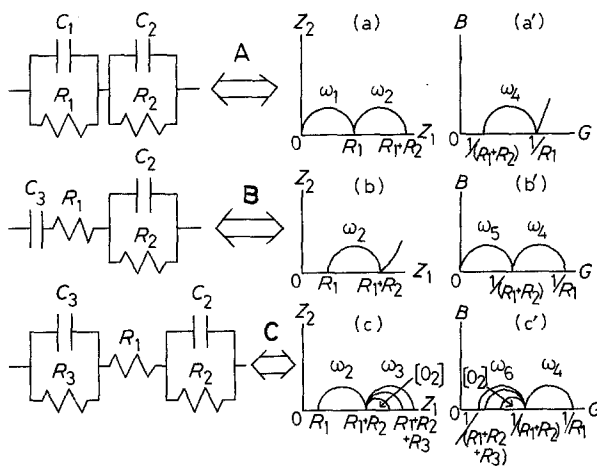 C1 C2
R1 R2
A
Z2 (a)
ω1 ω2
0 R1 R1+R2 Z1
B (a')
ω4
0 1/(R1+R2) 1/R1 G
C3 R1 C2
R2
B
Z2 (b)
ω2
0 R1 R1+R2 Z1
B (b')
ω5 ω4
0 1/(R1+R2) 1/R1 G
C3 R1 C2
R3 R2
C
Z2 (c)
ω2 ω3 [O2]
0 R1 R1+R2 R1+R2+R3 Z1
B (c')
[O2] ω6 ω4
0 1/(R1+R2+R3) 1/(R1+R2) 1/R1 G